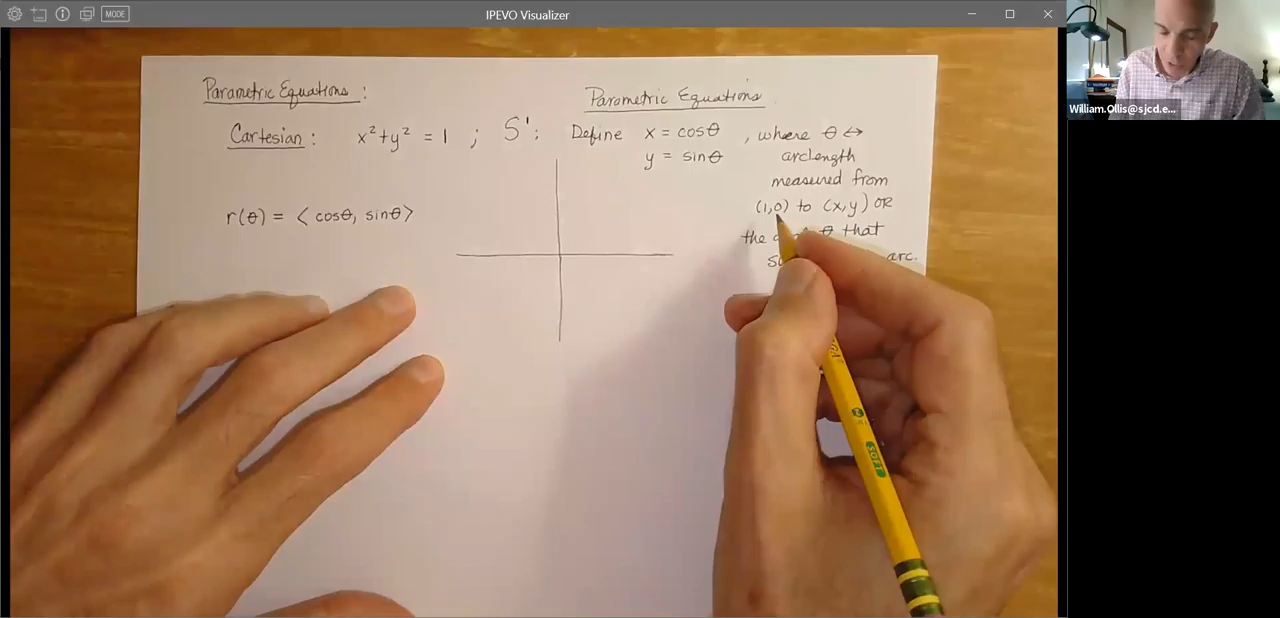 MODE
IPEVO Visualizer
William.Ollis@sjcd.e...
Parametric Equations :
Cartesian : x² + y² = 1 ; S¹ :
r(θ) = ⟨ cosθ, sinθ ⟩
Parametric Equations
Define x = cosθ , where θ ↔
y = sinθ arclength
measured from
(1,0) to (x,y) OR
the θ that
arc.